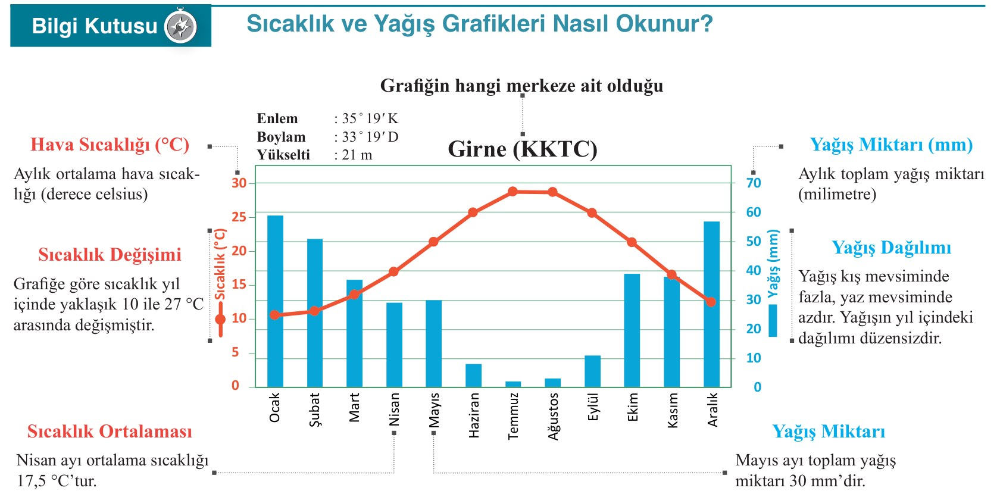 Bilgi Kutusu
Sıcaklık ve Yağış Grafikleri Nasıl Okunur?
Grafiğin hangi merkeze ait olduğu
Enlem : 35° 19′ K
Boylam : 33° 19′ D
Yükselti : 21 m
Girne (KKTC)
Hava Sıcaklığı (°C)
Aylık ortalama hava sıcak-
lığı (derece celsius)
Sıcaklık Değişimi
Grafiğe göre sıcaklık yıl
içinde yaklaşık 10 ile 27 °C
arasında değişmiştir.
Sıcaklık (°C)
30
25
20
15
10
5
0
70
60
50
40
30
20
10
0
Yağış (mm)
Yağış Miktarı (mm)
Aylık toplam yağış miktarı
(milimetre)
Yağış Dağılımı
Yağış kış mevsiminde
fazla, yaz mevsiminde
azdır. Yağışın yıl içindeki
dağılımı düzensizdir.
Ocak
Şubat
Mart
Nisan
Mayıs
Haziran
Temmuz
Ağustos
Eylül
Ekim
Kasım
Aralık
Sıcaklık Ortalaması
Nisan ayı ortalama sıcaklığı
17,5 °C’tur.
Yağış Miktarı
Mayıs ayı toplam yağış
miktarı 30 mm’dir.